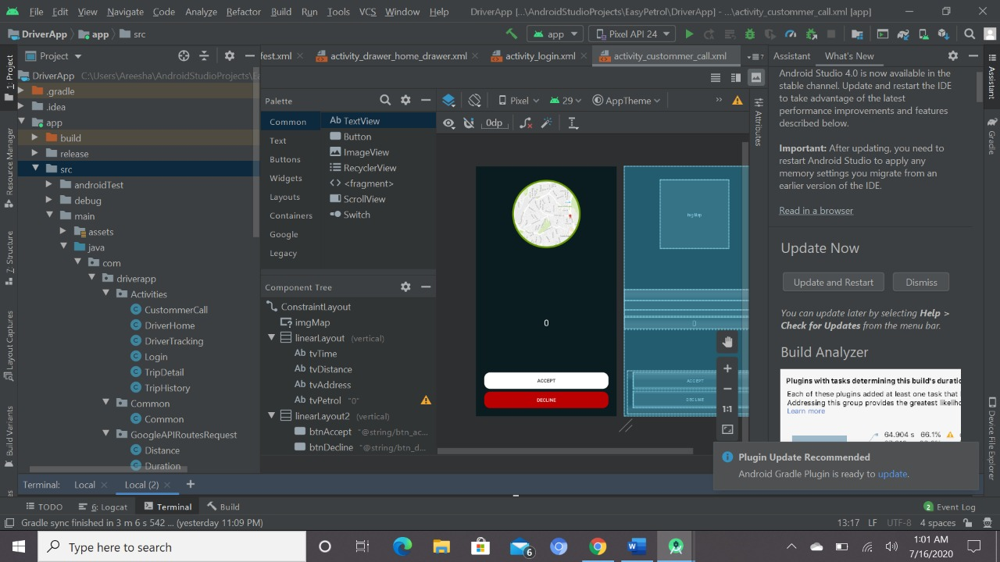 File Edit View Navigate Code Analyze Refactor Build Run Tools VCS Window Help DriverApp [...\AndroidStudioProjects\EasyPetrol\DriverApp] - ...\activity_custommer_call.xml [app]
DriverApp app src app Pixel API 24
1: Project
Resource Manager
7: Structure
Layout Captures
Build Variants
Project
fest.xml activity_drawer_home_drawer.xml activity_login.xml activity_custommer_call.xml 7
DriverApp C:\Users\Areesha\AndroidStudioProjects\Ea
.gradle
.idea
app
build
release
src
androidTest
debug
main
assets
java
com
driverapp
Activities
CustommerCall
DriverHome
DriverTracking
Login
TripDetail
TripHistory
Common
Common
GoogleAPIRoutesRequest
Distance
Duration
Palette
Common
Text
Buttons
Widgets
Layouts
Containers
Google
Legacy
Ab TextView
Button
ImageView
RecyclerView
<> <fragment>
ScrollView
Switch
Component Tree
ConstraintLayout
imgMap
linearLayout (vertical)
Ab tvTime
Ab tvDistance
Ab tvAddress
Ab tvPetrol "0"
linearLayout2 (vertical)
btnAccept "@string/btn_ac...
btnDecline "@string/btn_d...
Pixel 29 AppTheme »
0dp
0
ACCEPT
DECLINE
imgMap
0
ACCEPT
DECLINE
1:1
Attributes
Assistant What's New
Android Studio 4.0 is now available in the
stable channel. Update and restart the IDE
to take advantage of the latest
performance improvements and features
described below.
Important: After updating, you need to
restart Android Studio to apply any
memory settings you migrate from an
earlier version of the IDE.
Read in a browser
Update Now
Update and Restart Dismiss
You can update later by selecting Help >
Check for Updates from the menu bar.
Build Analyzer
Plugins with tasks determining this build's duratio
Each of these plugins added at least one task that
Addressing this group provides the greatest likeliho
Learn more
64.904 s 66.1%
Plugin Update Recommended
Android Gradle Plugin is ready to update.
Assistant
Gradle
Device File Explorer
Terminal: Local Local (2) +
TODO 6: Logcat Terminal Build 2 Event Log
Gradle sync finished in 3 m 6 s 542 ... (yesterday 11:09 PM) 13:17 LF UTF-8 4 spaces
Type here to search
6
1:01 AM
7/16/2020